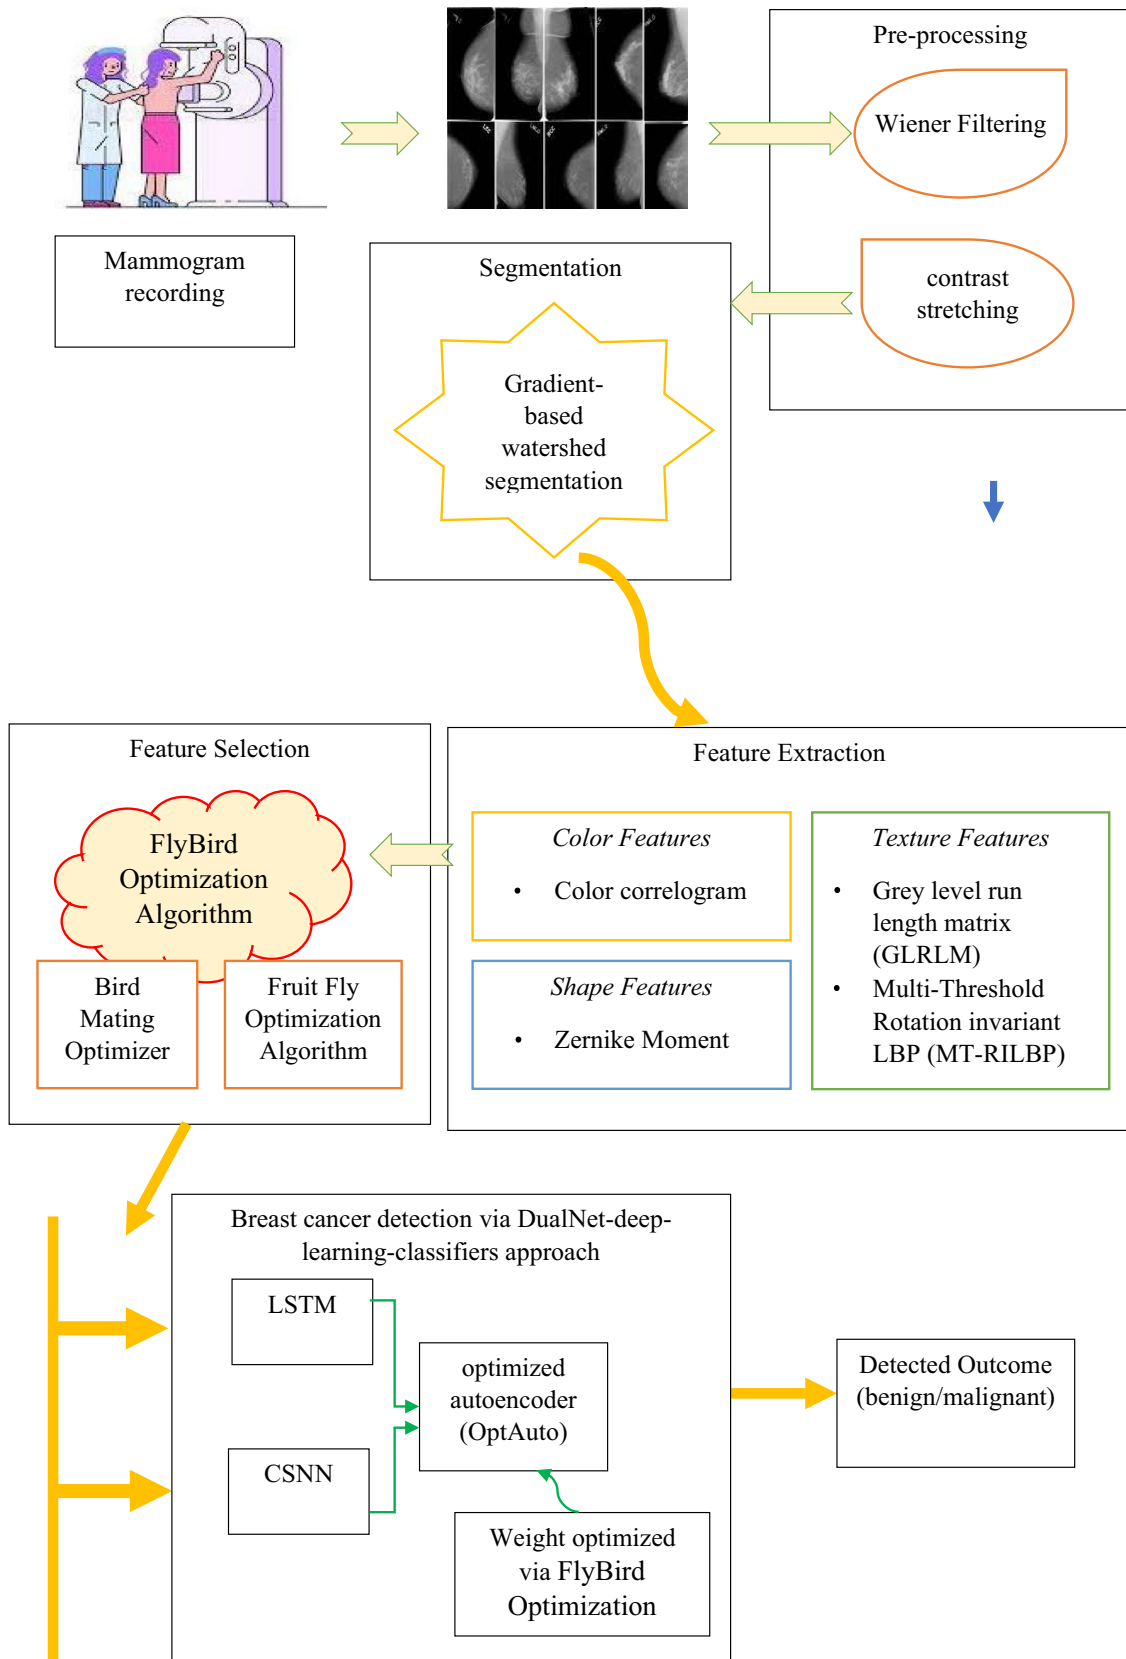 Pre-processing
Wiener Filtering
contrast
stretching
Mammogram
recording
Segmentation
Gradient-
based
watershed
segmentation
Feature Selection
FlyBird
Optimization
Algorithm
Bird
Mating
Optimizer
Fruit Fly
Optimization
Algorithm
Feature Extraction
Color Features
• Color correlogram
Shape Features
• Zernike Moment
Texture Features
• Grey level run
length matrix
(GLRLM)
• Multi-Threshold
Rotation invariant
LBP (MT-RILBP)
Breast cancer detection via DualNet-deep-
learning-classifiers approach
LSTM
CSNN
optimized
autoencoder
(OptAuto)
Weight optimized
via FlyBird
Optimization
Detected Outcome
(benign/malignant)